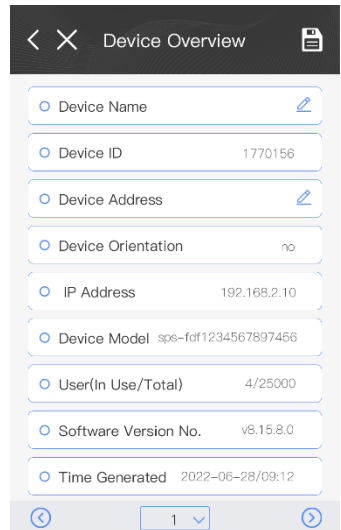 Device Overview
Device Name
Device ID 1770156
Device Address
Device Orientation no
IP Address 192.168.2.10
Device Model sps-fdf1234567897456
User(In Use/Total) 4/25000
Software Version No. v8.15.8.0
Time Generated 2022-06-28/09:12
1